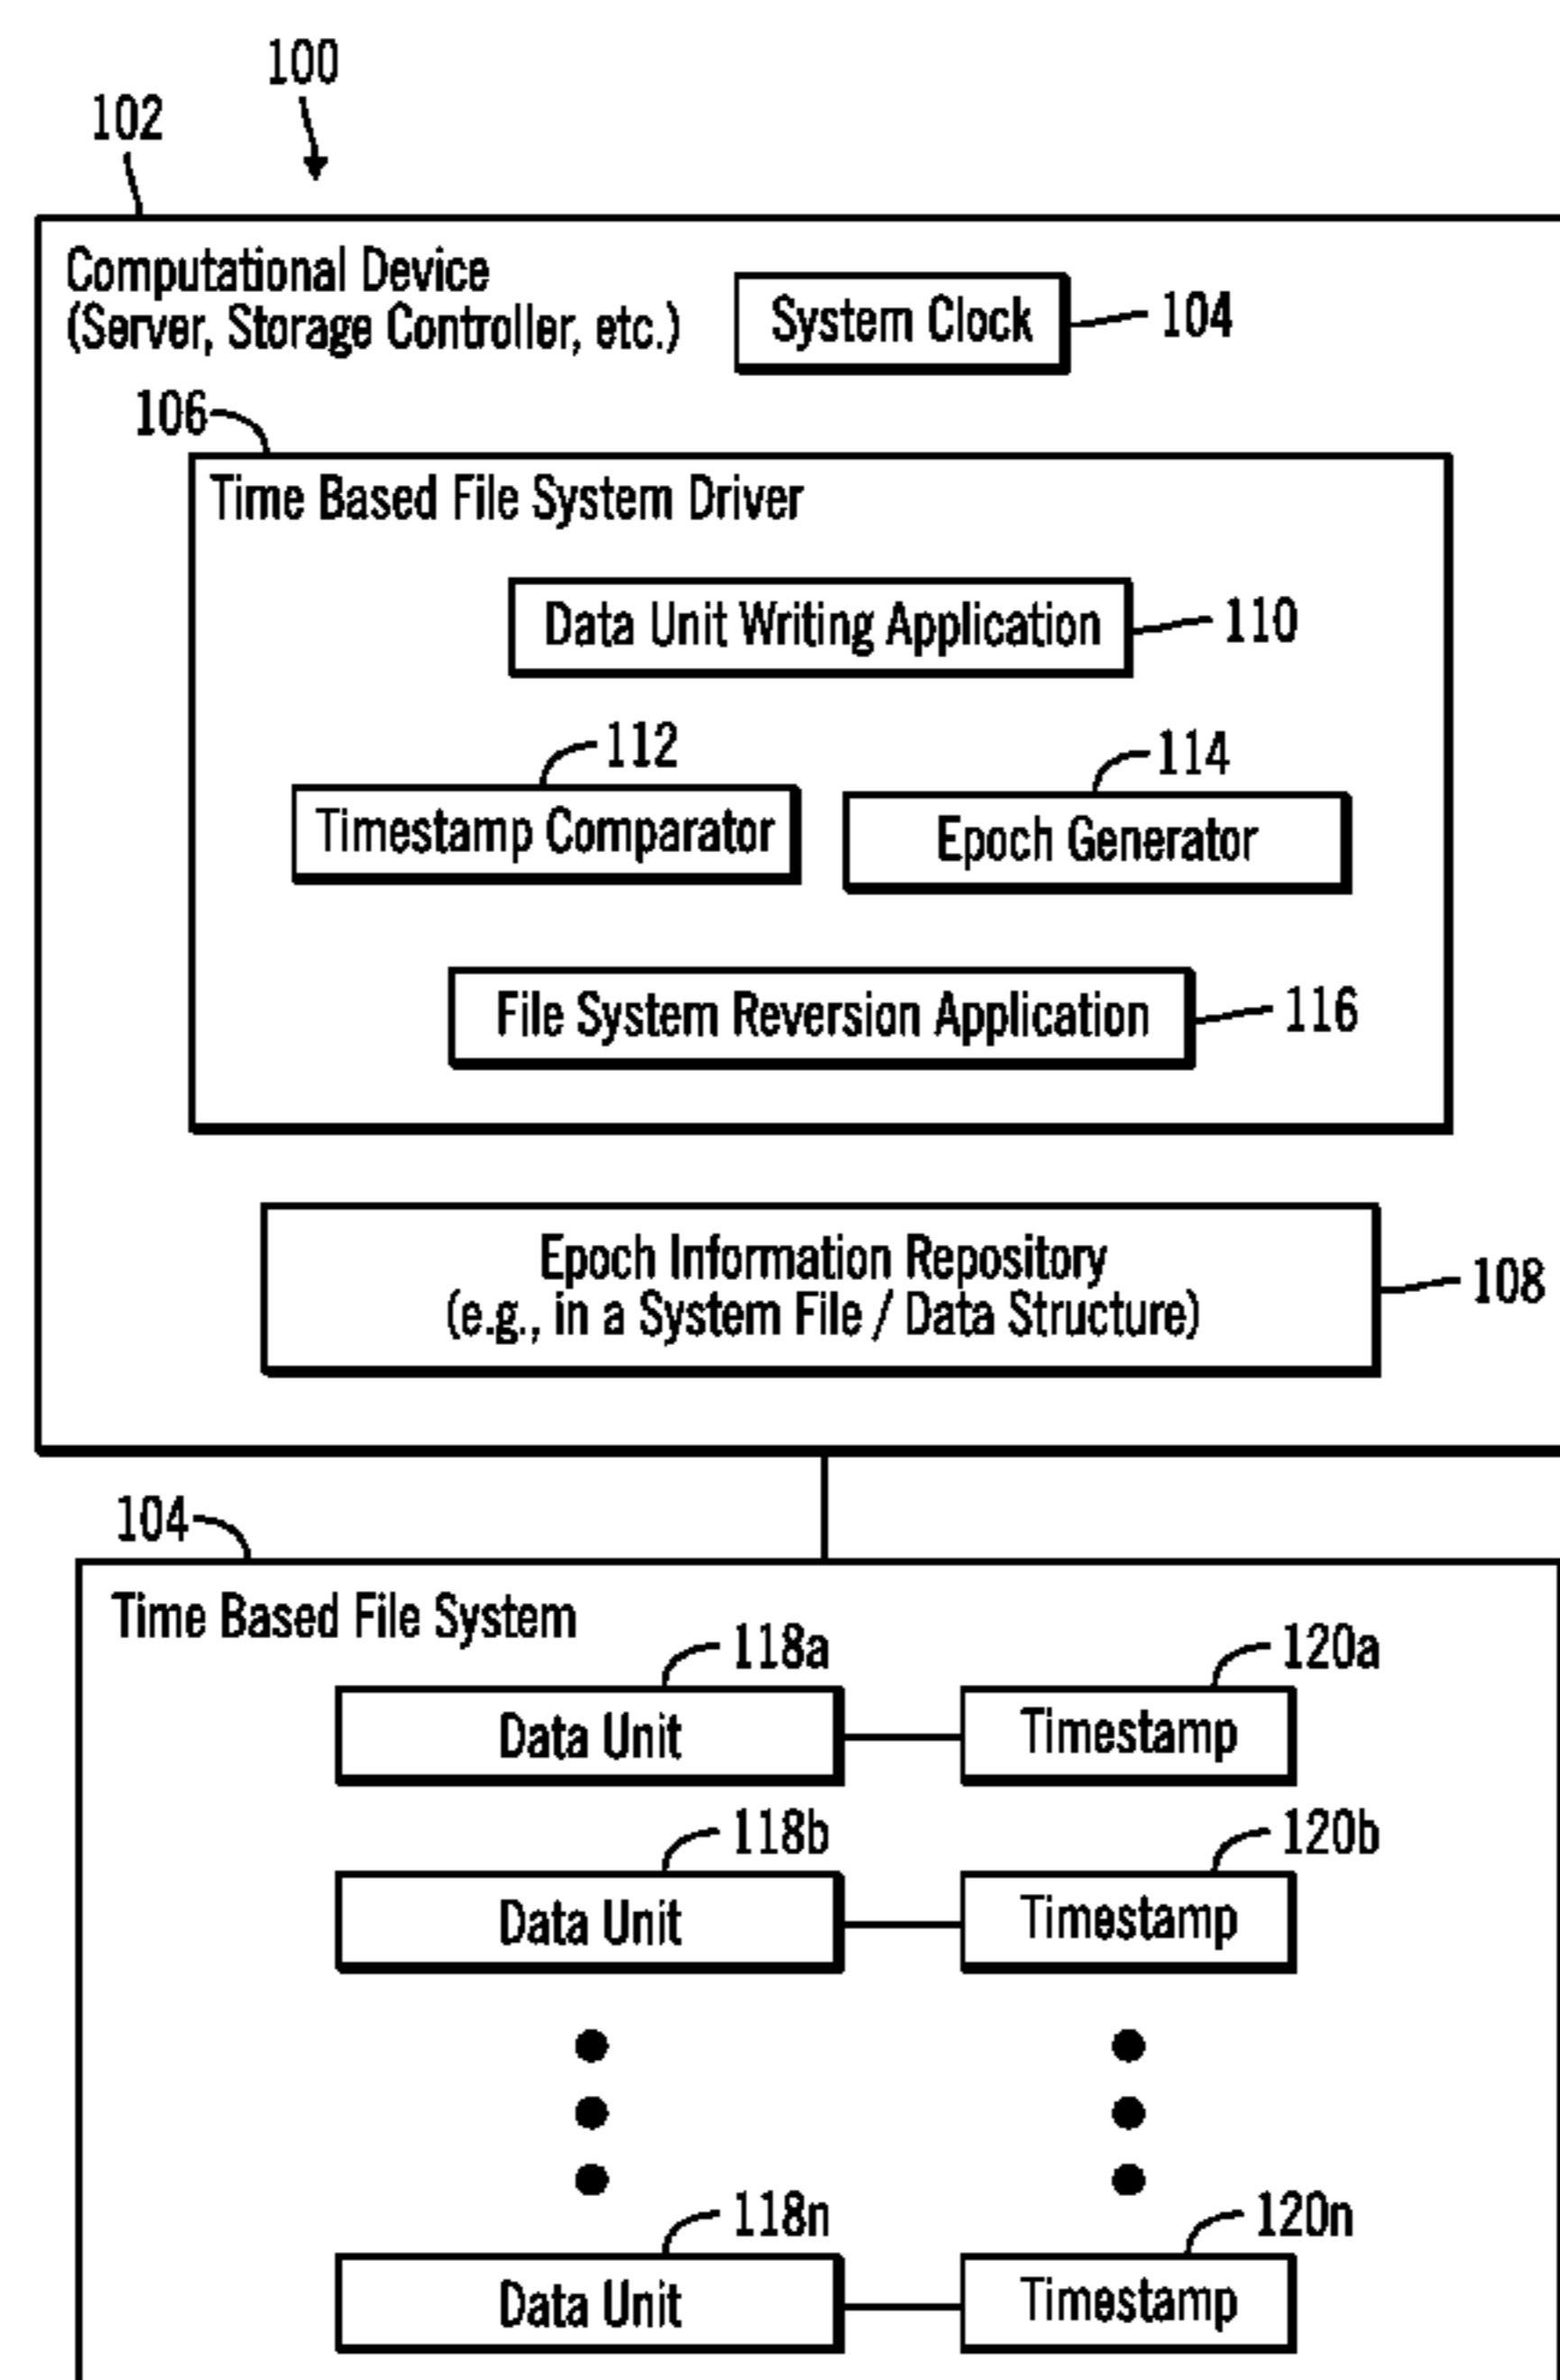 100
102
Computational Device
(Server, Storage Controller, etc.)
System Clock
104
106
Time Based File System Driver
Data Unit Writing Application
110
112
114
Timestamp Comparator
Epoch Generator
File System Reversion Application
116
Epoch Information Repository
(e.g., in a System File / Data Structure)
108
104
Time Based File System
118a
120a
Data Unit
Timestamp
118b
120b
Data Unit
Timestamp
118n
120n
Data Unit
Timestamp